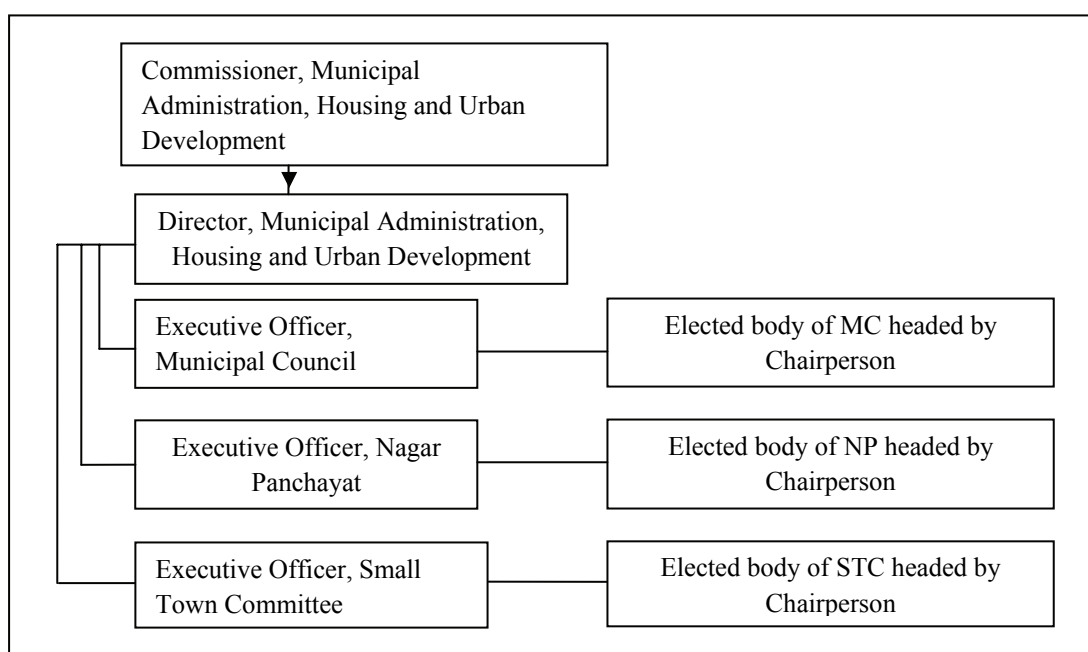 Commissioner, Municipal
Administration, Housing and Urban
Development
Director, Municipal Administration,
Housing and Urban Development
Executive Officer,
Municipal Council
Elected body of MC headed by
Chairperson
Executive Officer, Nagar
Panchayat
Elected body of NP headed by
Chairperson
Executive Officer, Small
Town Committee
Elected body of STC headed by
Chairperson